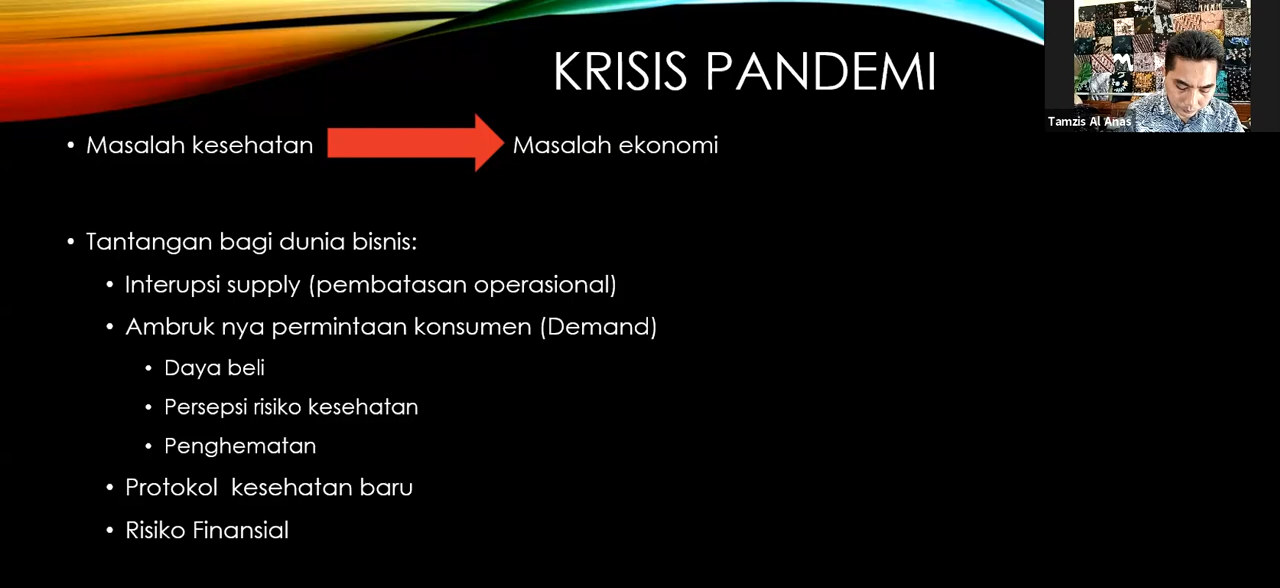 KRISIS PANDEMI
Tamzis Al Anas
• Masalah kesehatan Masalah ekonomi
• Tantangan bagi dunia bisnis:
• Interupsi supply (pembatasan operasional)
• Ambruk nya permintaan konsumen (Demand)
• Daya beli
• Persepsi risiko kesehatan
• Penghematan
• Protokol kesehatan baru
• Risiko Finansial